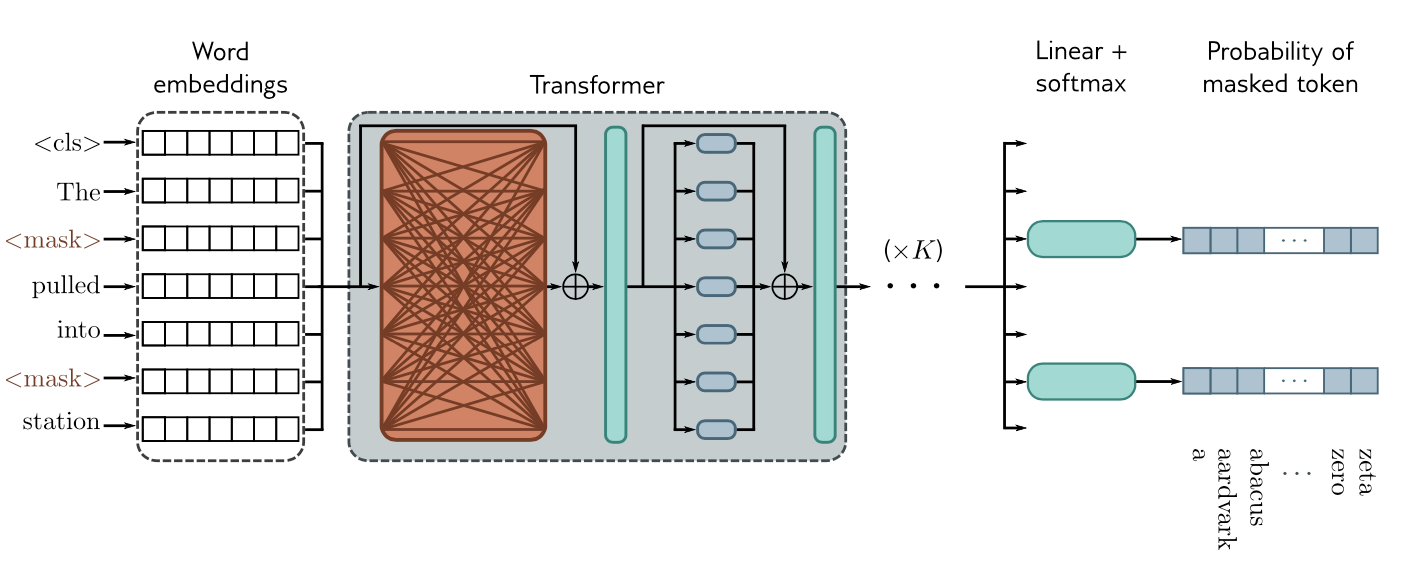 Word
embeddings
Transformer
Linear +
softmax
Probability of
masked token
<cls>
The
<mask>
pulled
into
<mask>
station
(×K)
· · ·
· · ·
· · ·
a
aardvark
abacus
· · ·
zero
zeta